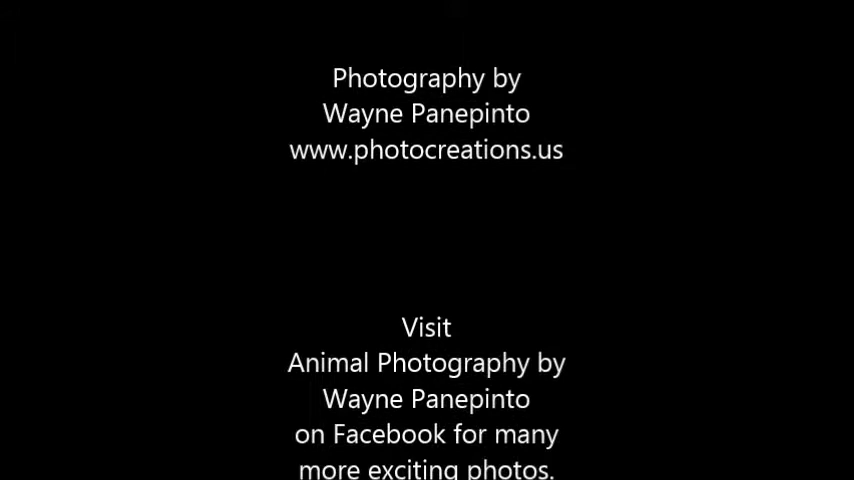 Photography by
Wayne Panepinto
www.photocreations.us
Visit
Animal Photography by
Wayne Panepinto
on Facebook for many
more exciting photos.